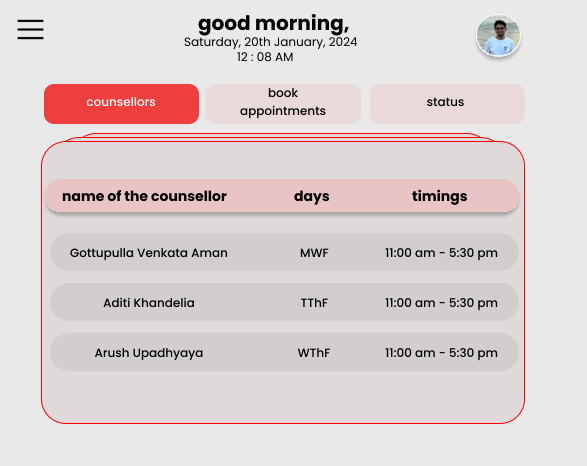 good morning,
Saturday, 20th January, 2024
12 : 08 AM
counsellors
book
appointments
status
name of the counsellor days timings
Gottupulla Venkata Aman MWF 11:00 am - 5:30 pm
Aditi Khandelia TThF 11:00 am - 5:30 pm
Arush Upadhyaya WThF 11:00 am - 5:30 pm